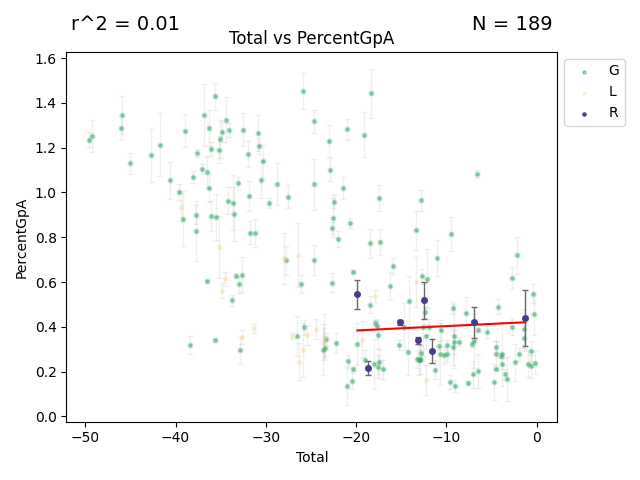 r^2 = 0.01
N = 189
Total vs PercentGpA
G
L
R
PercentGpA
1.6
1.4
1.2
1.0
0.8
0.6
0.4
0.2
0.0
−50
−40
−30
−20
−10
0
Total